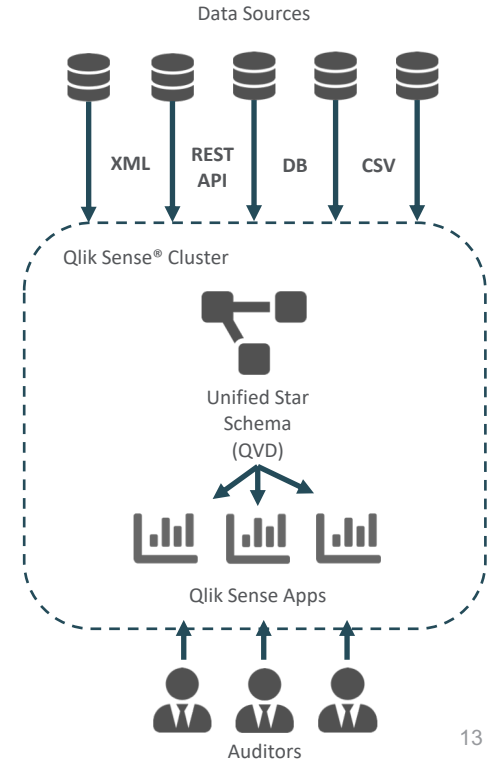 Data Sources
XML
REST
API
DB
CSV
Qlik Sense® Cluster
Unified Star
Schema
(QVD)
Qlik Sense Apps
Auditors
13